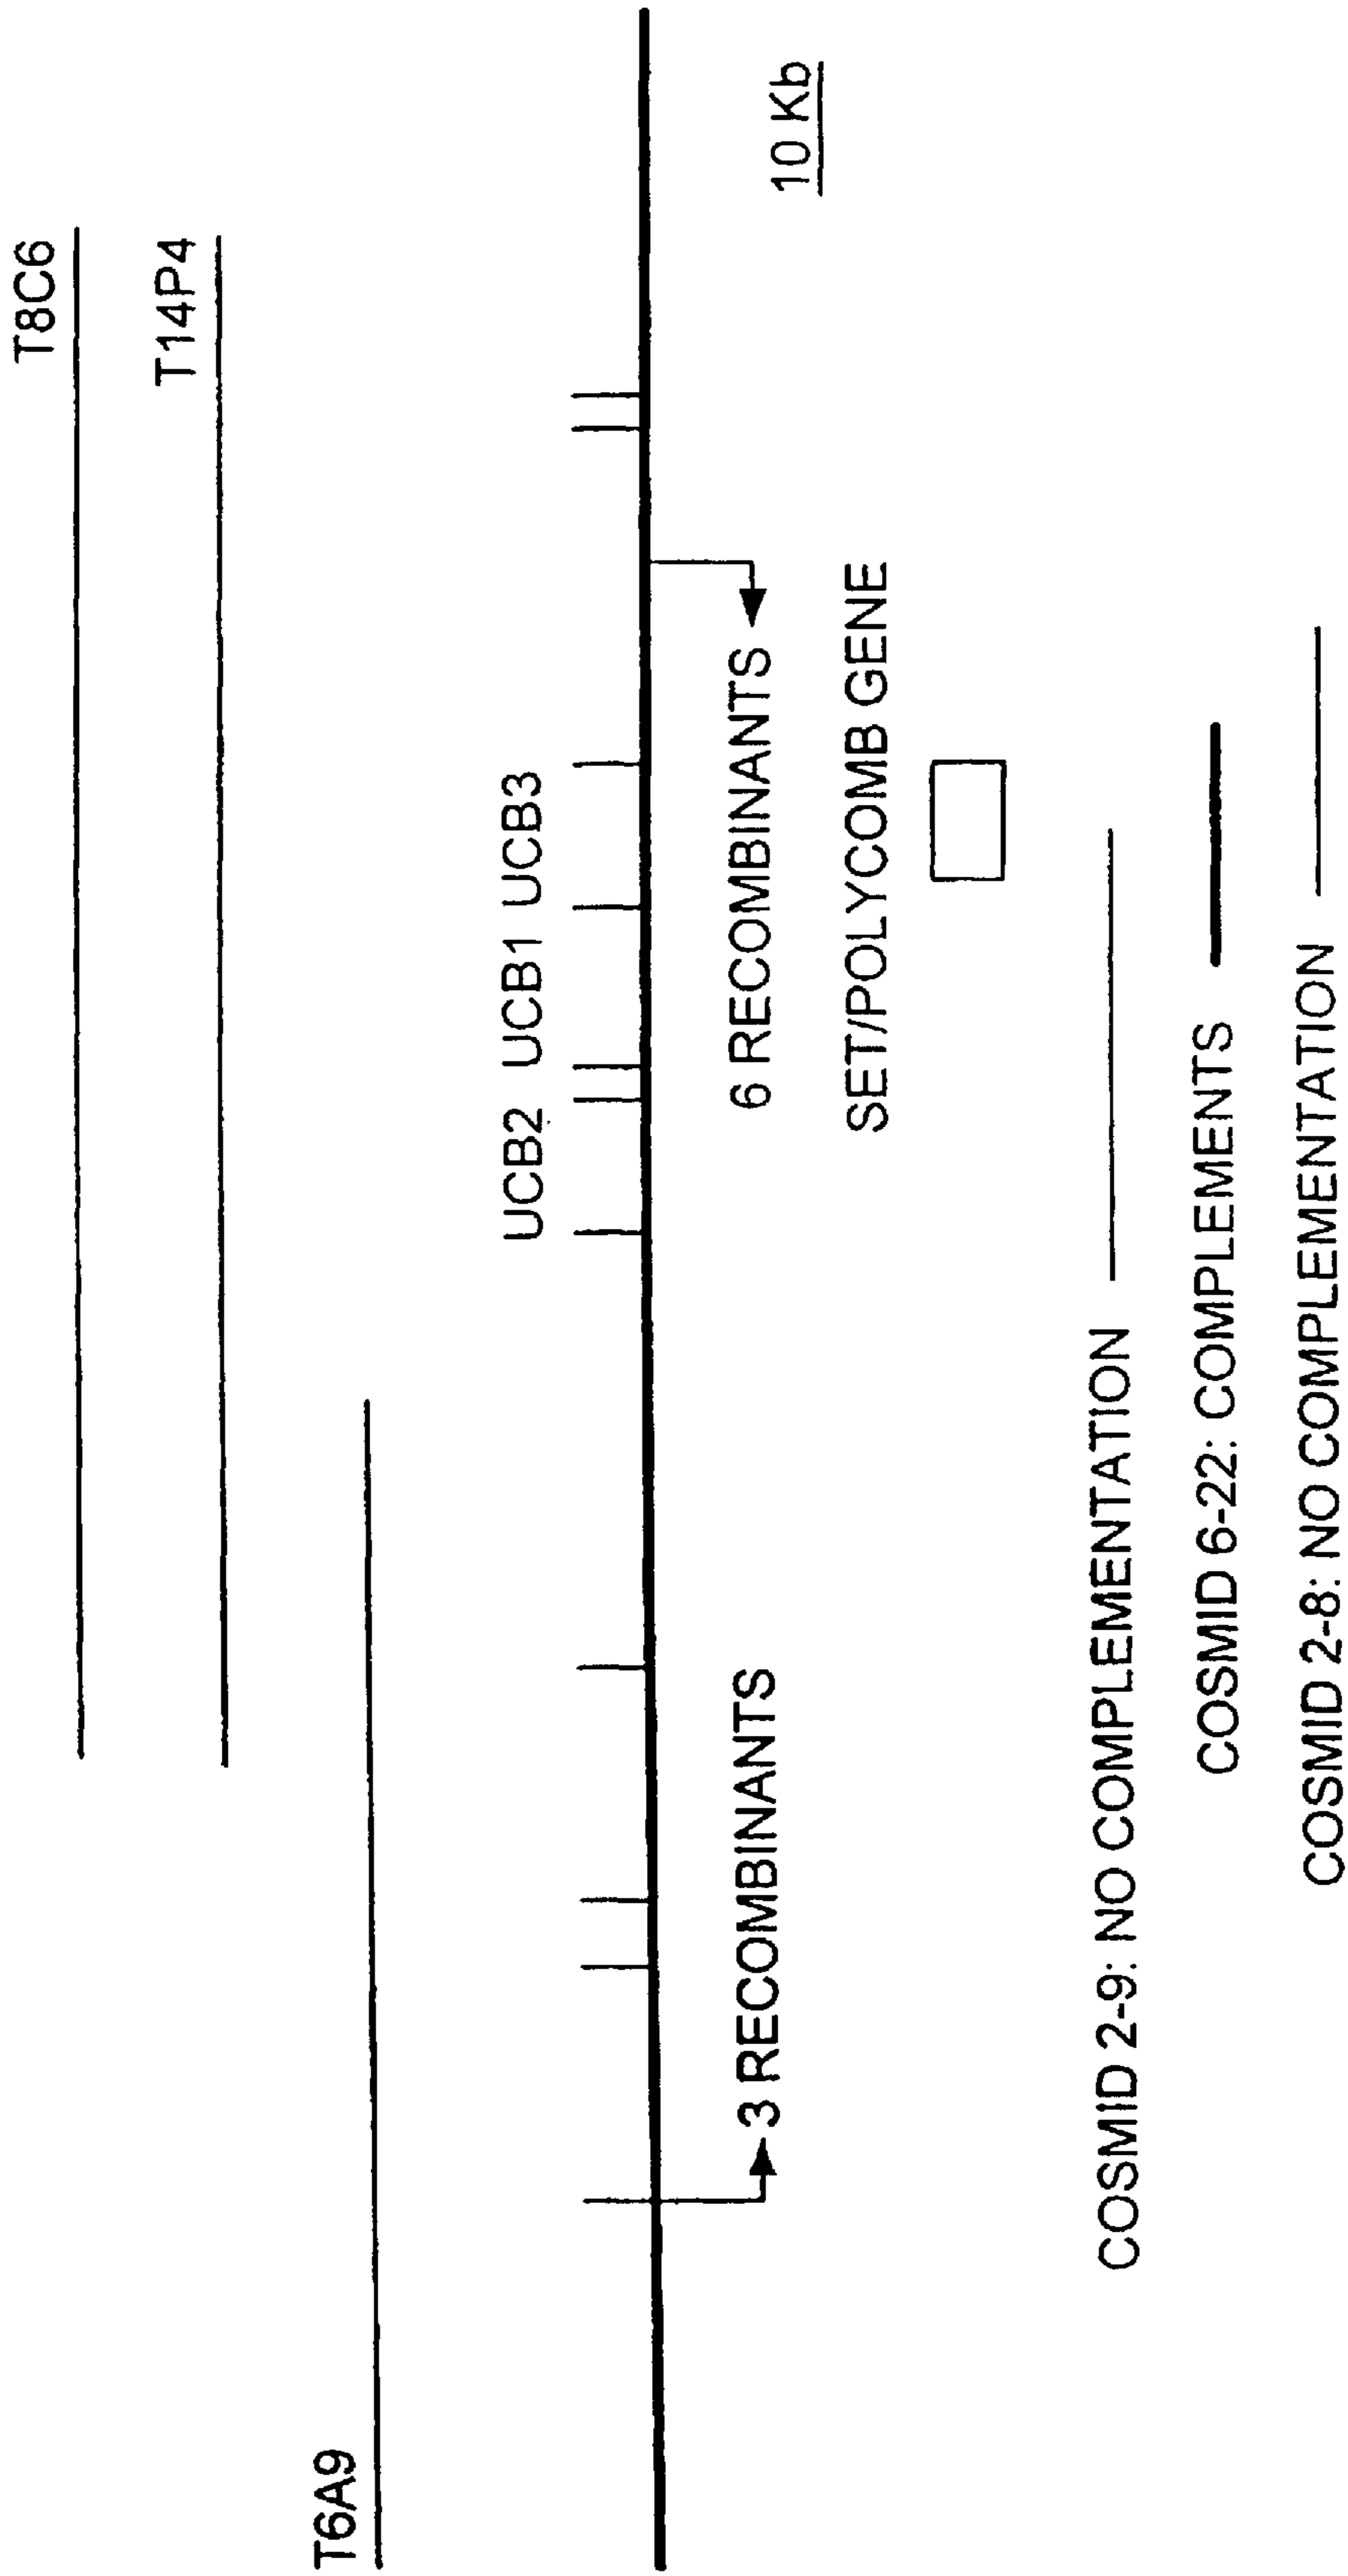 T8C6
T14P4
T6A9
UCB2 UCB1 UCB3
10 Kb
3 RECOMBINANTS
6 RECOMBINANTS
SET/POLYCOMB GENE
COSMID 2-9: NO COMPLEMENTATION
COSMID 6-22: COMPLEMENTS
COSMID 2-8: NO COMPLEMENTATION